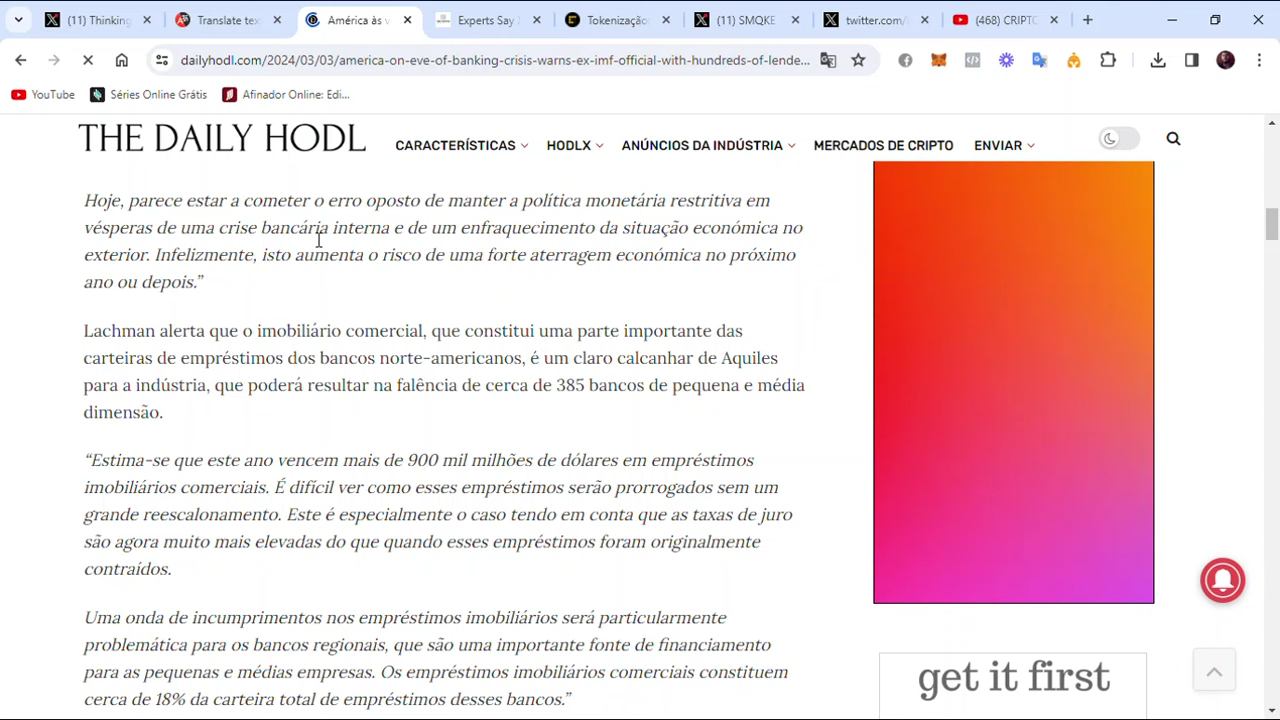 (11) Thinking
Translate tex
América às v
Experts Say
Tokenização
(11) SMQKE
twitter.com/
(468) CRIPTO
dailyhodl.com/2024/03/03/america-on-eve-of-banking-crisis-warns-ex-imf-official-with-hundreds-of-lende...
YouTube
Séries Online Grátis
Afinador Online: Edi...
THE DAILY HODL
CARACTERÍSTICAS
HODLX
ANÚNCIOS DA INDÚSTRIA
MERCADOS DE CRIPTO
ENVIAR
Hoje, parece estar a cometer o erro oposto de manter a política monetária restritiva em
vésperas de uma crise bancária interna e de um enfraquecimento da situação económica no
exterior. Infelizmente, isto aumenta o risco de uma forte aterragem económica no próximo
ano ou depois.”
Lachman alerta que o imobiliário comercial, que constitui uma parte importante das
carteiras de empréstimos dos bancos norte-americanos, é um claro calcanhar de Aquiles
para a indústria, que poderá resultar na falência de cerca de 385 bancos de pequena e média
dimensão.
“Estima-se que este ano vencem mais de 900 mil milhões de dólares em empréstimos
imobiliários comerciais. É difícil ver como esses empréstimos serão prorrogados sem um
grande reescalonamento. Este é especialmente o caso tendo em conta que as taxas de juro
são agora muito mais elevadas do que quando esses empréstimos foram originalmente
contraídos.
Uma onda de incumprimentos nos empréstimos imobiliários será particularmente
problemática para os bancos regionais, que são uma importante fonte de financiamento
para as pequenas e médias empresas. Os empréstimos imobiliários comerciais constituem
cerca de 18% da carteira total de empréstimos desses bancos.”
get it first